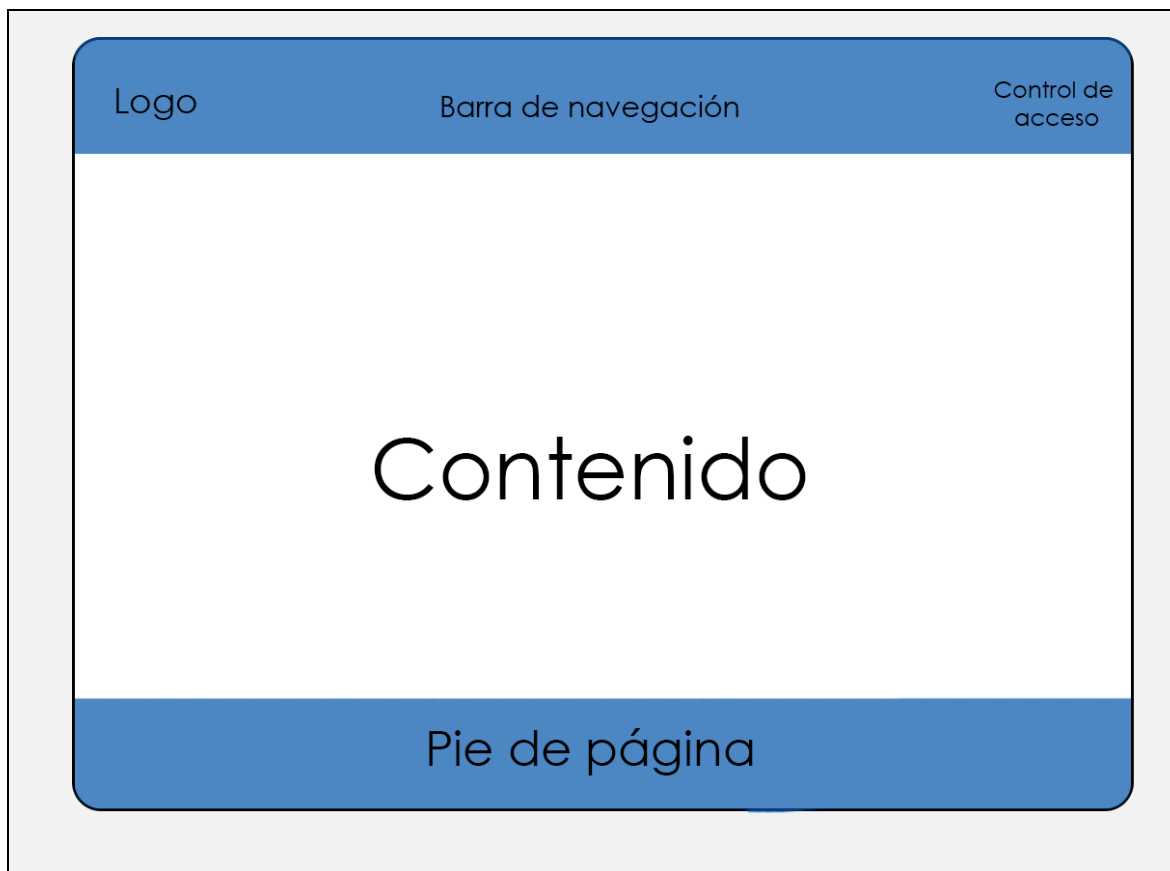 Logo
Barra de navegación
Control de
acceso
Contenido
Pie de página